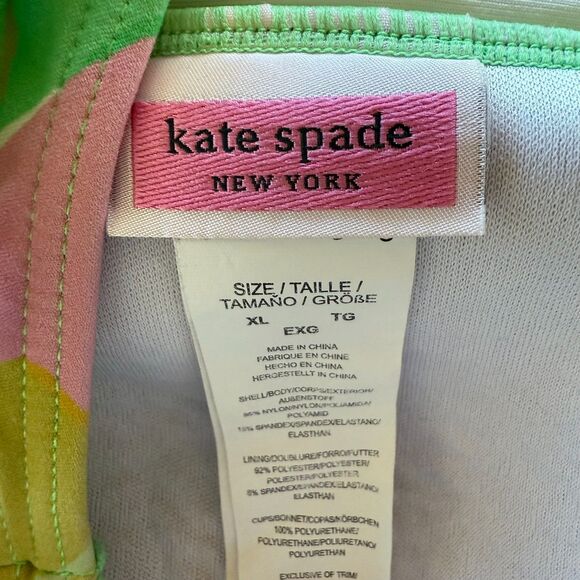 kate spade
NEW YORK
SIZE / TAILLE /
TAMAÑO / GRÖßE
XL TG
EXG
MADE IN CHINA
FABRIQUE EN CHINE
HECHO EN CHINA
HERGESTELLT IN CHINA
SHELL/BODY/CORPS/EXTERIOR/
AUßENSTOFF
85% NYLON/NYLON/POLIAMIDA/
POLYAMID
15% SPANDEX/SPANDEX/ELASTANO/
ELASTHAN
LINING/DOUBLURE/FORRO/FUTTER
92% POLYESTER/POLYESTER/
POLIESTER/POLYESTER
8% SPANDEX/SPANDEX/ELASTANO/
ELASTHAN
CUPS/BONNET/COPAS/KÖRBCHEN
100% POLYURETHANE/
POLYURETHANE/POLIURETANO/
POLYURETHAN
EXCLUSIVE OF TRIM/